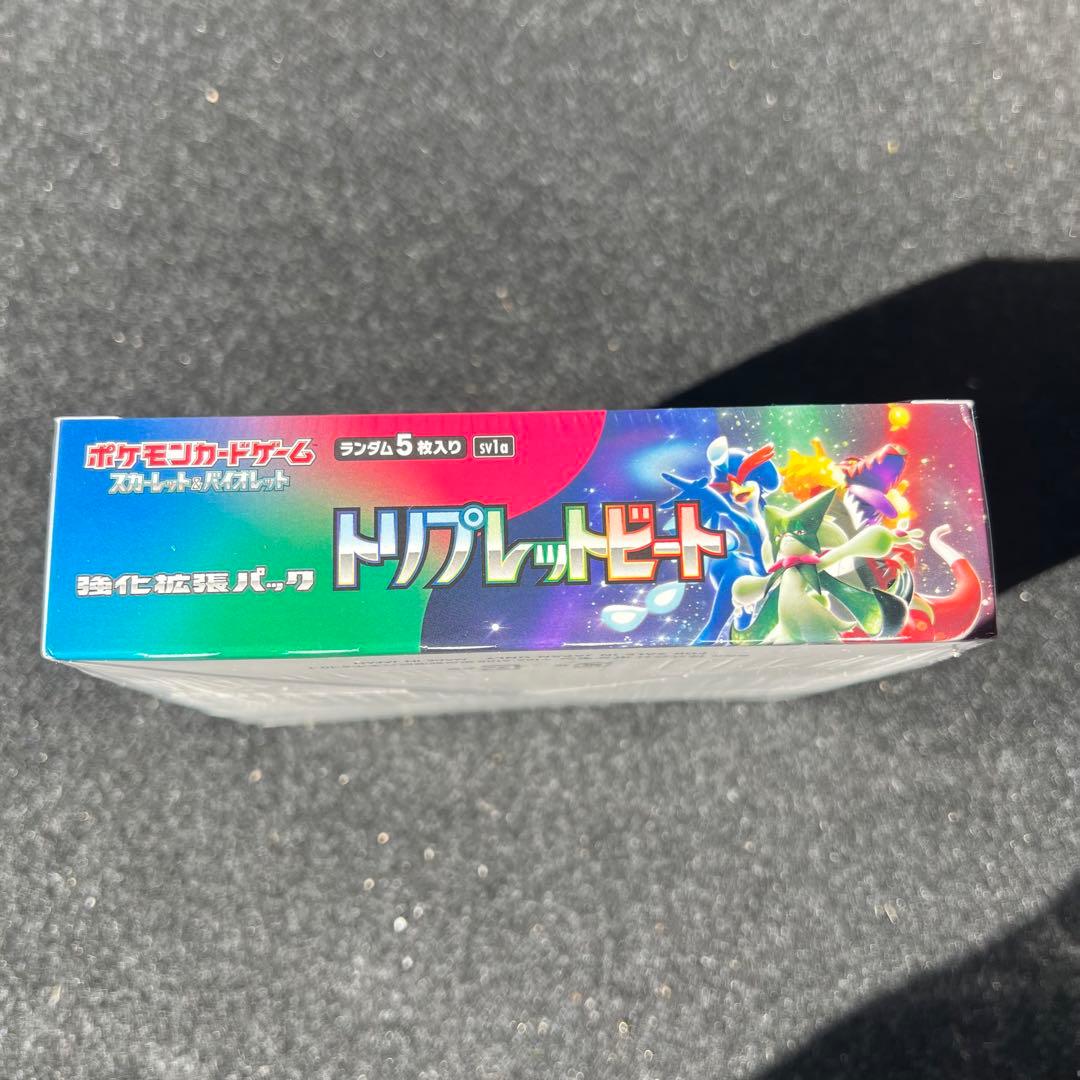 ポケモンカードゲーム
スカーレット&バイオレット
ランダム5枚入り
sv1a
強化拡張パック
トリプレットビート